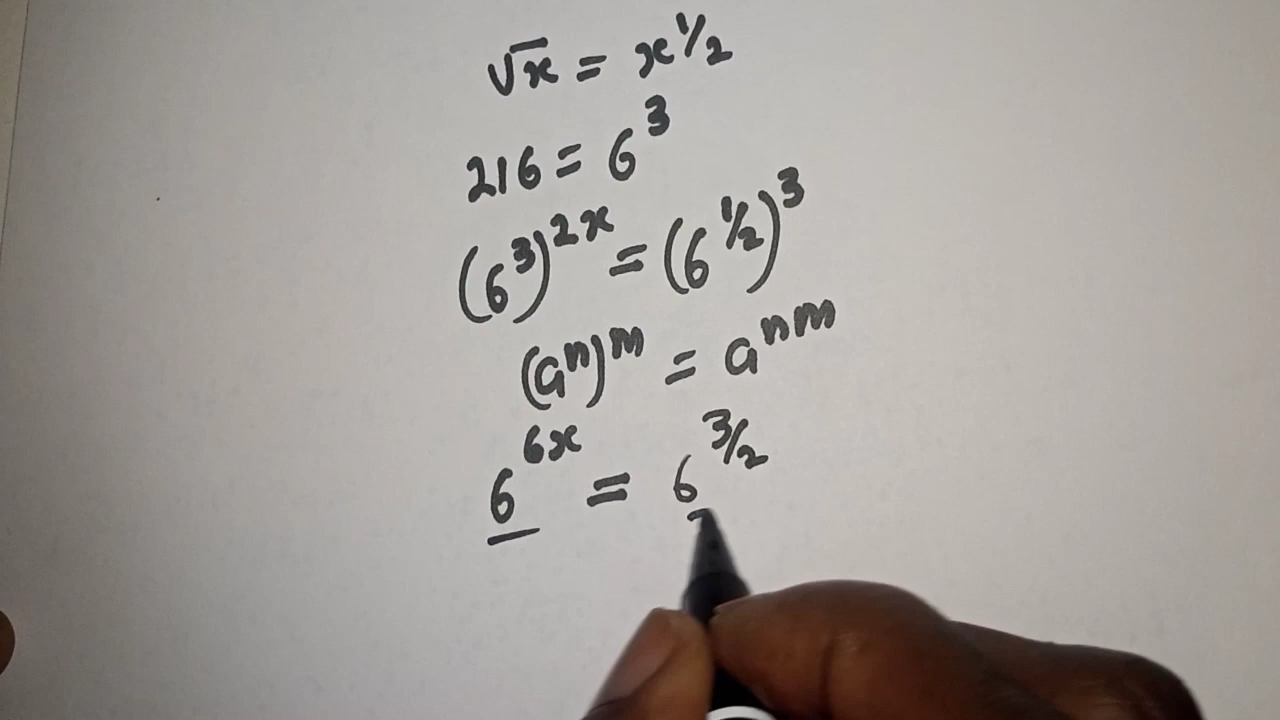 √x = x^1/2
216 = 6^3
(6^3)^2x = (6^1/2)^3
(a^n)^m = a^nm
6^6x = 6^3/2